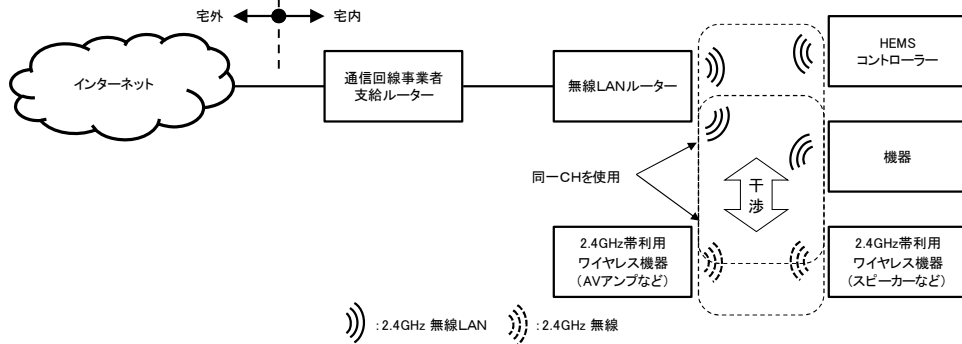 宅外
宅内
インターネット
通信回線事業者
支給ルーター
無線LANルーター
HEMS
コントローラー
機器
同一CHを使用
干
渉
2.4GHz帯利用
ワイヤレス機器
(AVアンプなど)
2.4GHz帯利用
ワイヤレス機器
(スピーカーなど)
:2.4GHz 無線LAN
:2.4GHz 無線